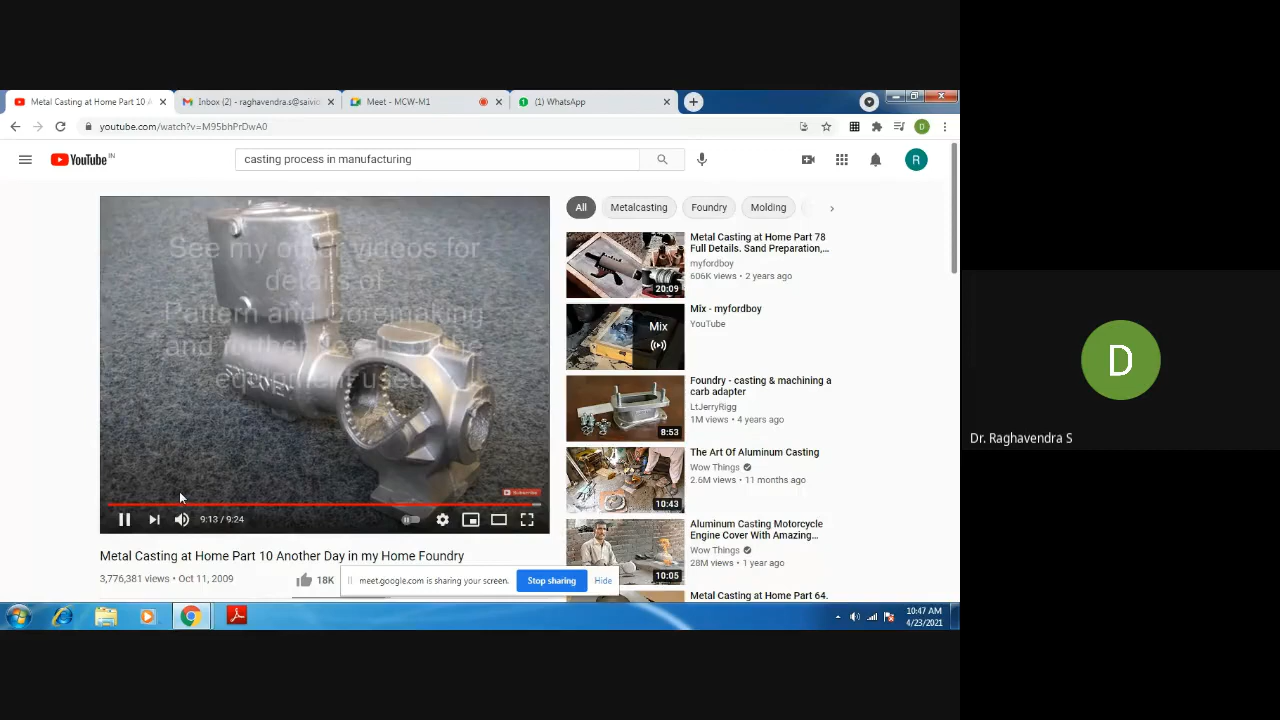 Metal Casting at Home Part 10 A
Inbox (2) - raghavendra.s@saivid
Meet - MCW-M1
(1) WhatsApp
youtube.com/watch?v=M95bhPrDwA0
D
YouTube IN
casting process in manufacturing
R
See my other videos for
details of
Pattern and Coremaking
and further details of the
equipment used.
9:13 / 9:24
Metal Casting at Home Part 10 Another Day in my Home Foundry
3,776,381 views • Oct 11, 2009
18K
meet.google.com is sharing your screen.
Stop sharing
Hide
All
Metalcasting
Foundry
Molding
Metal Casting at Home Part 78
Full Details. Sand Preparation,...
myfordboy
606K views • 2 years ago
20:09
Mix - myfordboy
YouTube
Mix
Foundry - casting & machining a
carb adapter
LtJerryRigg
1M views • 4 years ago
8:53
The Art Of Aluminum Casting
Wow Things
2.6M views • 11 months ago
10:43
Aluminum Casting Motorcycle
Engine Cover With Amazing...
Wow Things
28M views • 1 year ago
10:05
Metal Casting at Home Part 64.
10:47 AM
4/23/2021
D
Dr. Raghavendra S